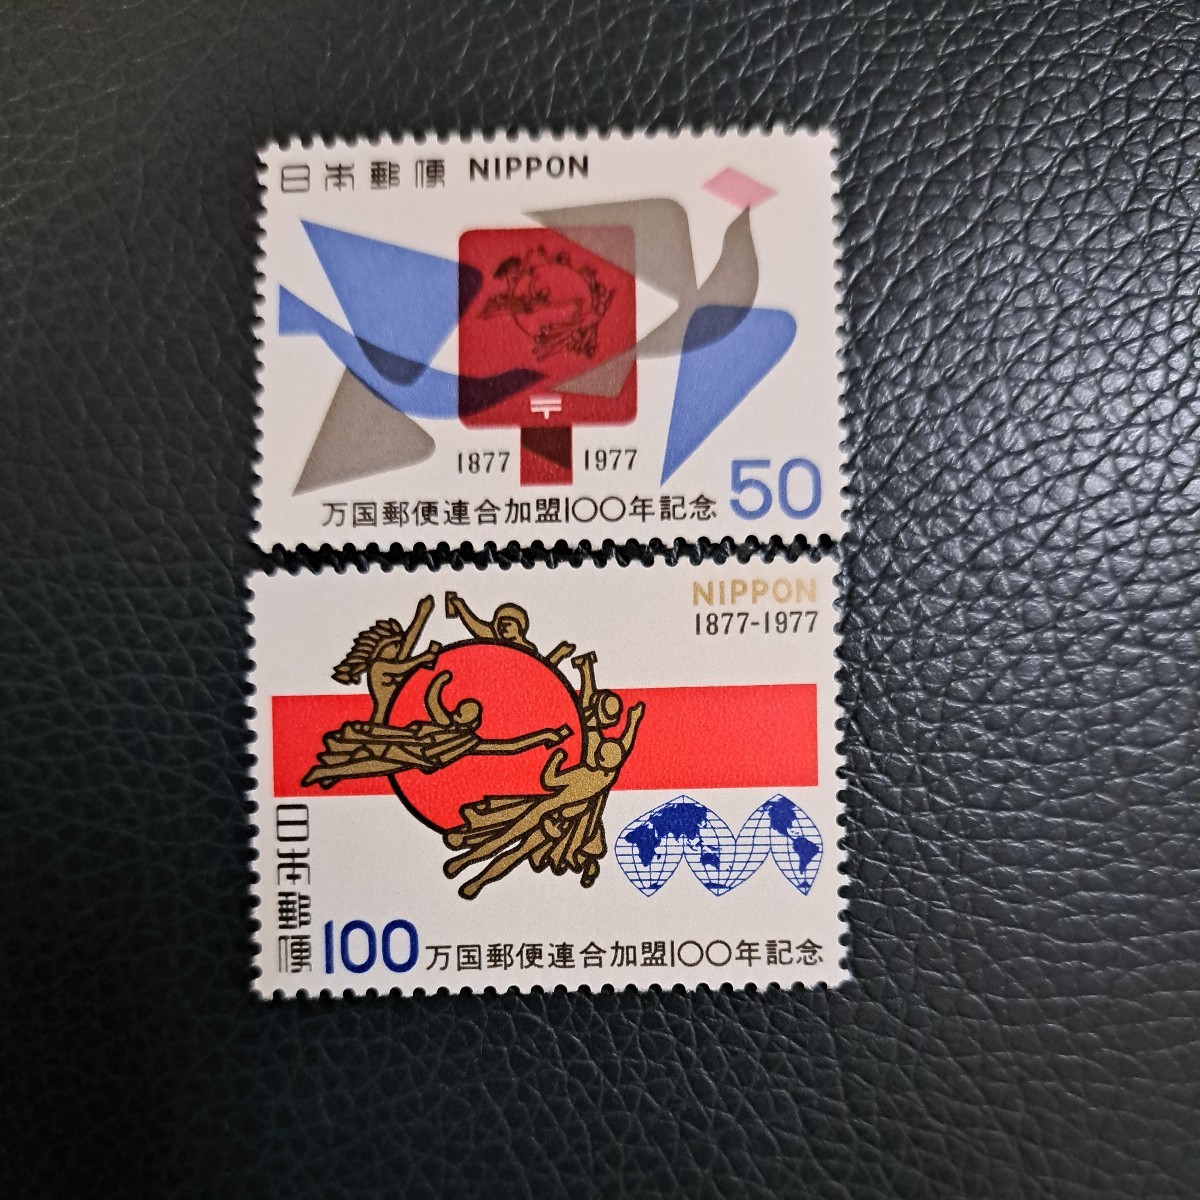 日本郵便 NIPPON
〒
1877 1977
万国郵便連合加盟100年記念 50
NIPPON
1877-1977
日本郵便
100 万国郵便連合加盟100年記念